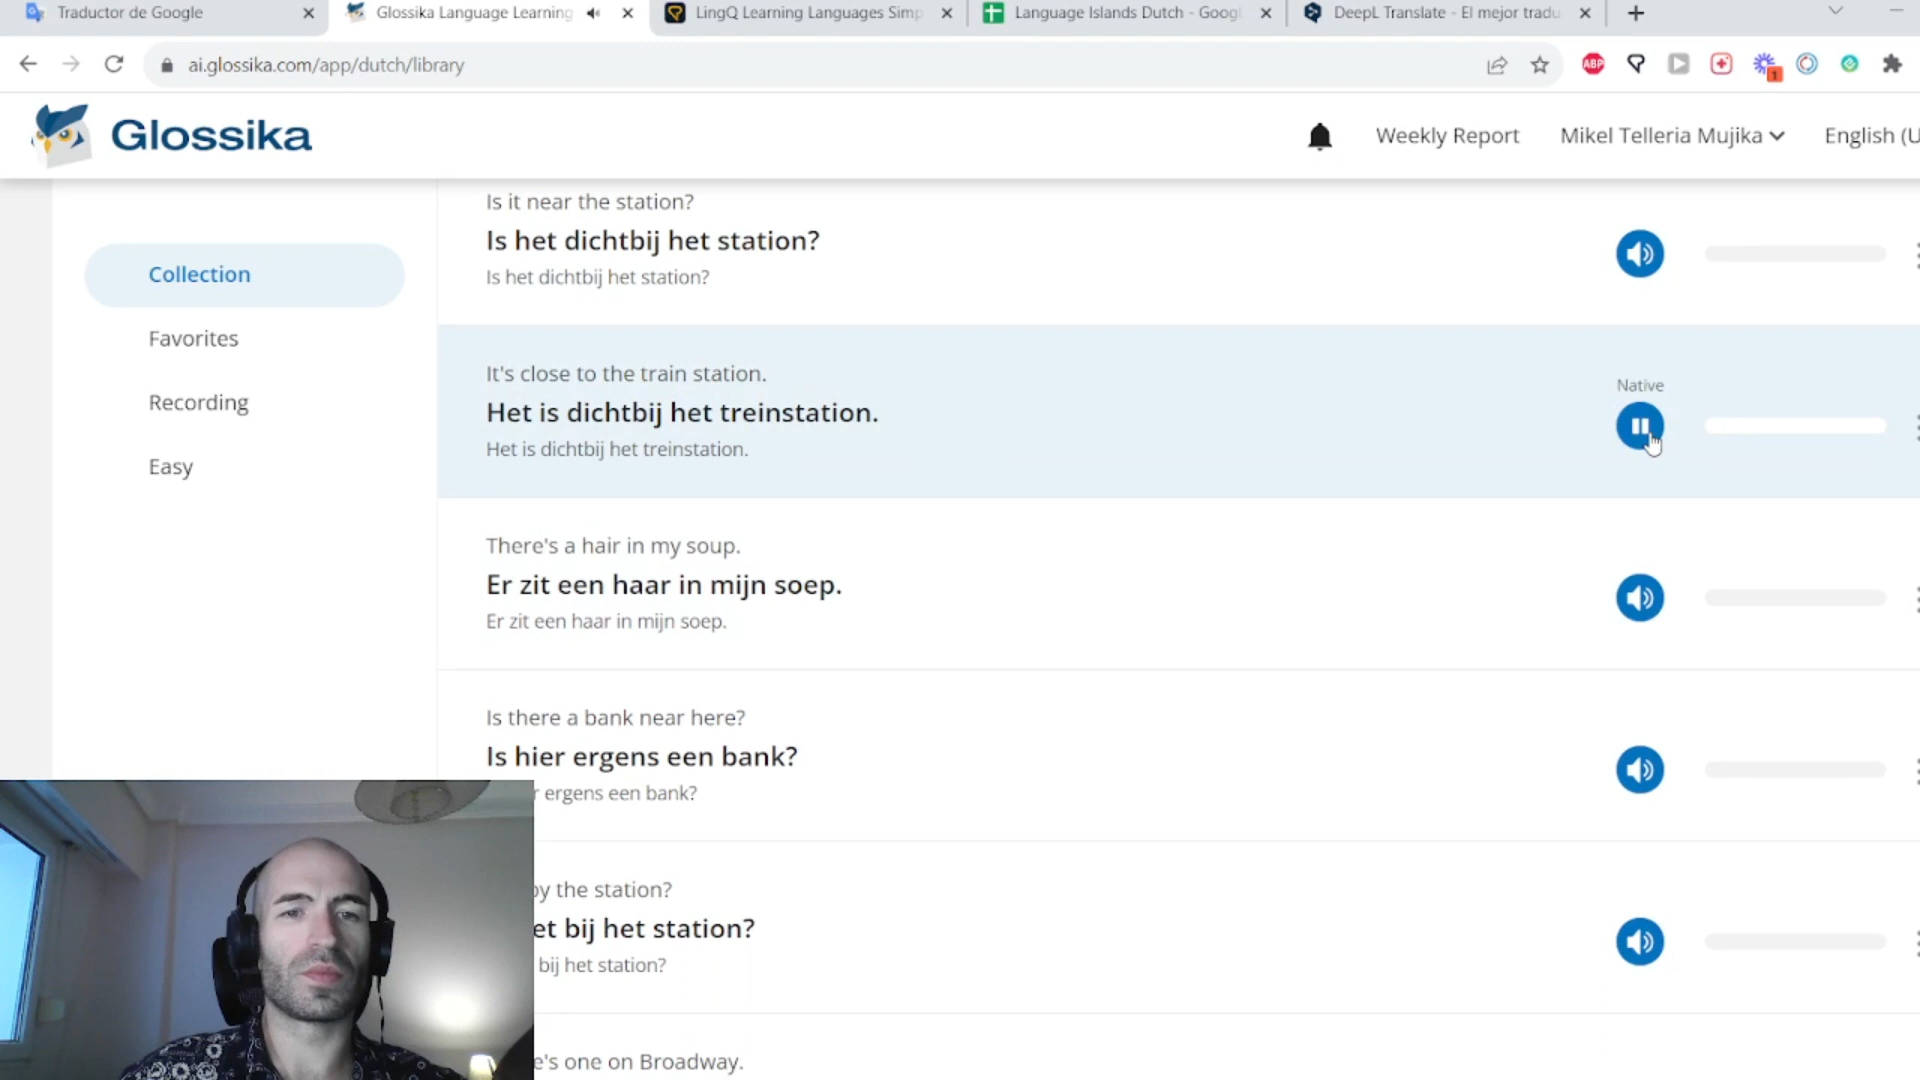 Traductor de Google
Glossika Language Learning
LingQ Learning Languages Simp
Language Islands Dutch - Googl
DeepL Translate - El mejor tradu
ai.glossika.com/app/dutch/library
ABP
1
Glossika
Weekly Report
Mikel Telleria Mujika
English (U
Collection
Favorites
Recording
Easy
Is it near the station?
Is het dichtbij het station?
Is het dichtbij het station?
It's close to the train station.
Het is dichtbij het treinstation.
Het is dichtbij het treinstation.
Native
There's a hair in my soup.
Er zit een haar in mijn soep.
Er zit een haar in mijn soep.
Is there a bank near here?
Is hier ergens een bank?
r ergens een bank?
by the station?
et bij het station?
bij het station?
e's one on Broadway.